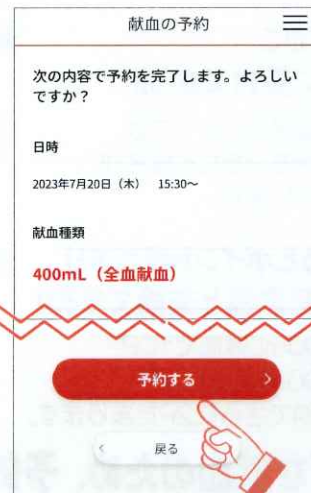 献血の予約
次の内容で予約を完了します。よろしい
ですか？
日時
2023年7月20日（木） 15:30～
献血種類
400mL（全血献血）
予約する
戻る